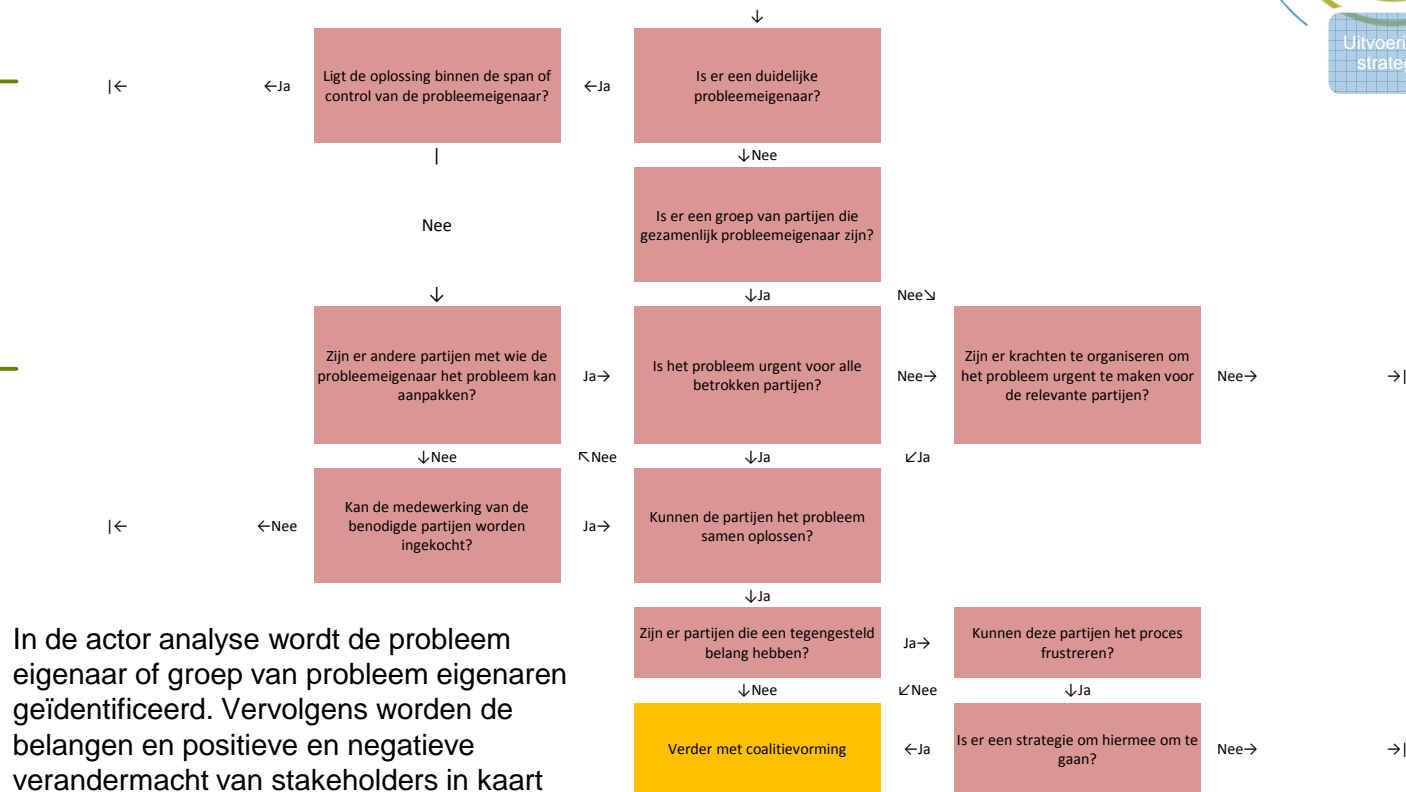 ↓
Uitvoeri
strateg
|←
←Ja
Ligt de oplossing binnen de span of
control van de probleemeigenaar?
←Ja
Is er een duidelijke
probleemeigenaar?
|
↓Nee
Nee
Is er een groep van partijen die
gezamenlijk probleemeigenaar zijn?
↓
↓Ja
Nee↘
Zijn er andere partijen met wie de
probleemeigenaar het probleem kan
aanpakken?
Ja→
Is het probleem urgent voor alle
betrokken partijen?
Nee→
Zijn er krachten te organiseren om
het probleem urgent te maken voor
de relevante partijen?
Nee→
→|
↓Nee
↖Nee
↓Ja
↙Ja
|←
←Nee
Kan de medewerking van de
benodigde partijen worden
ingekocht?
Ja→
Kunnen de partijen het probleem
samen oplossen?
↓Ja
Zijn er partijen die een tegengesteld
belang hebben?
Ja→
Kunnen deze partijen het proces
frustreren?
↓Nee
↙Nee
↓Ja
Verder met coalitievorming
←Ja
Is er een strategie om hiermee om te
gaan?
Nee→
→|
In de actor analyse wordt de probleem
eigenaar of groep van probleem eigenaren
geïdentificeerd. Vervolgens worden de
belangen en positieve en negatieve
verandermacht van stakeholders in kaart